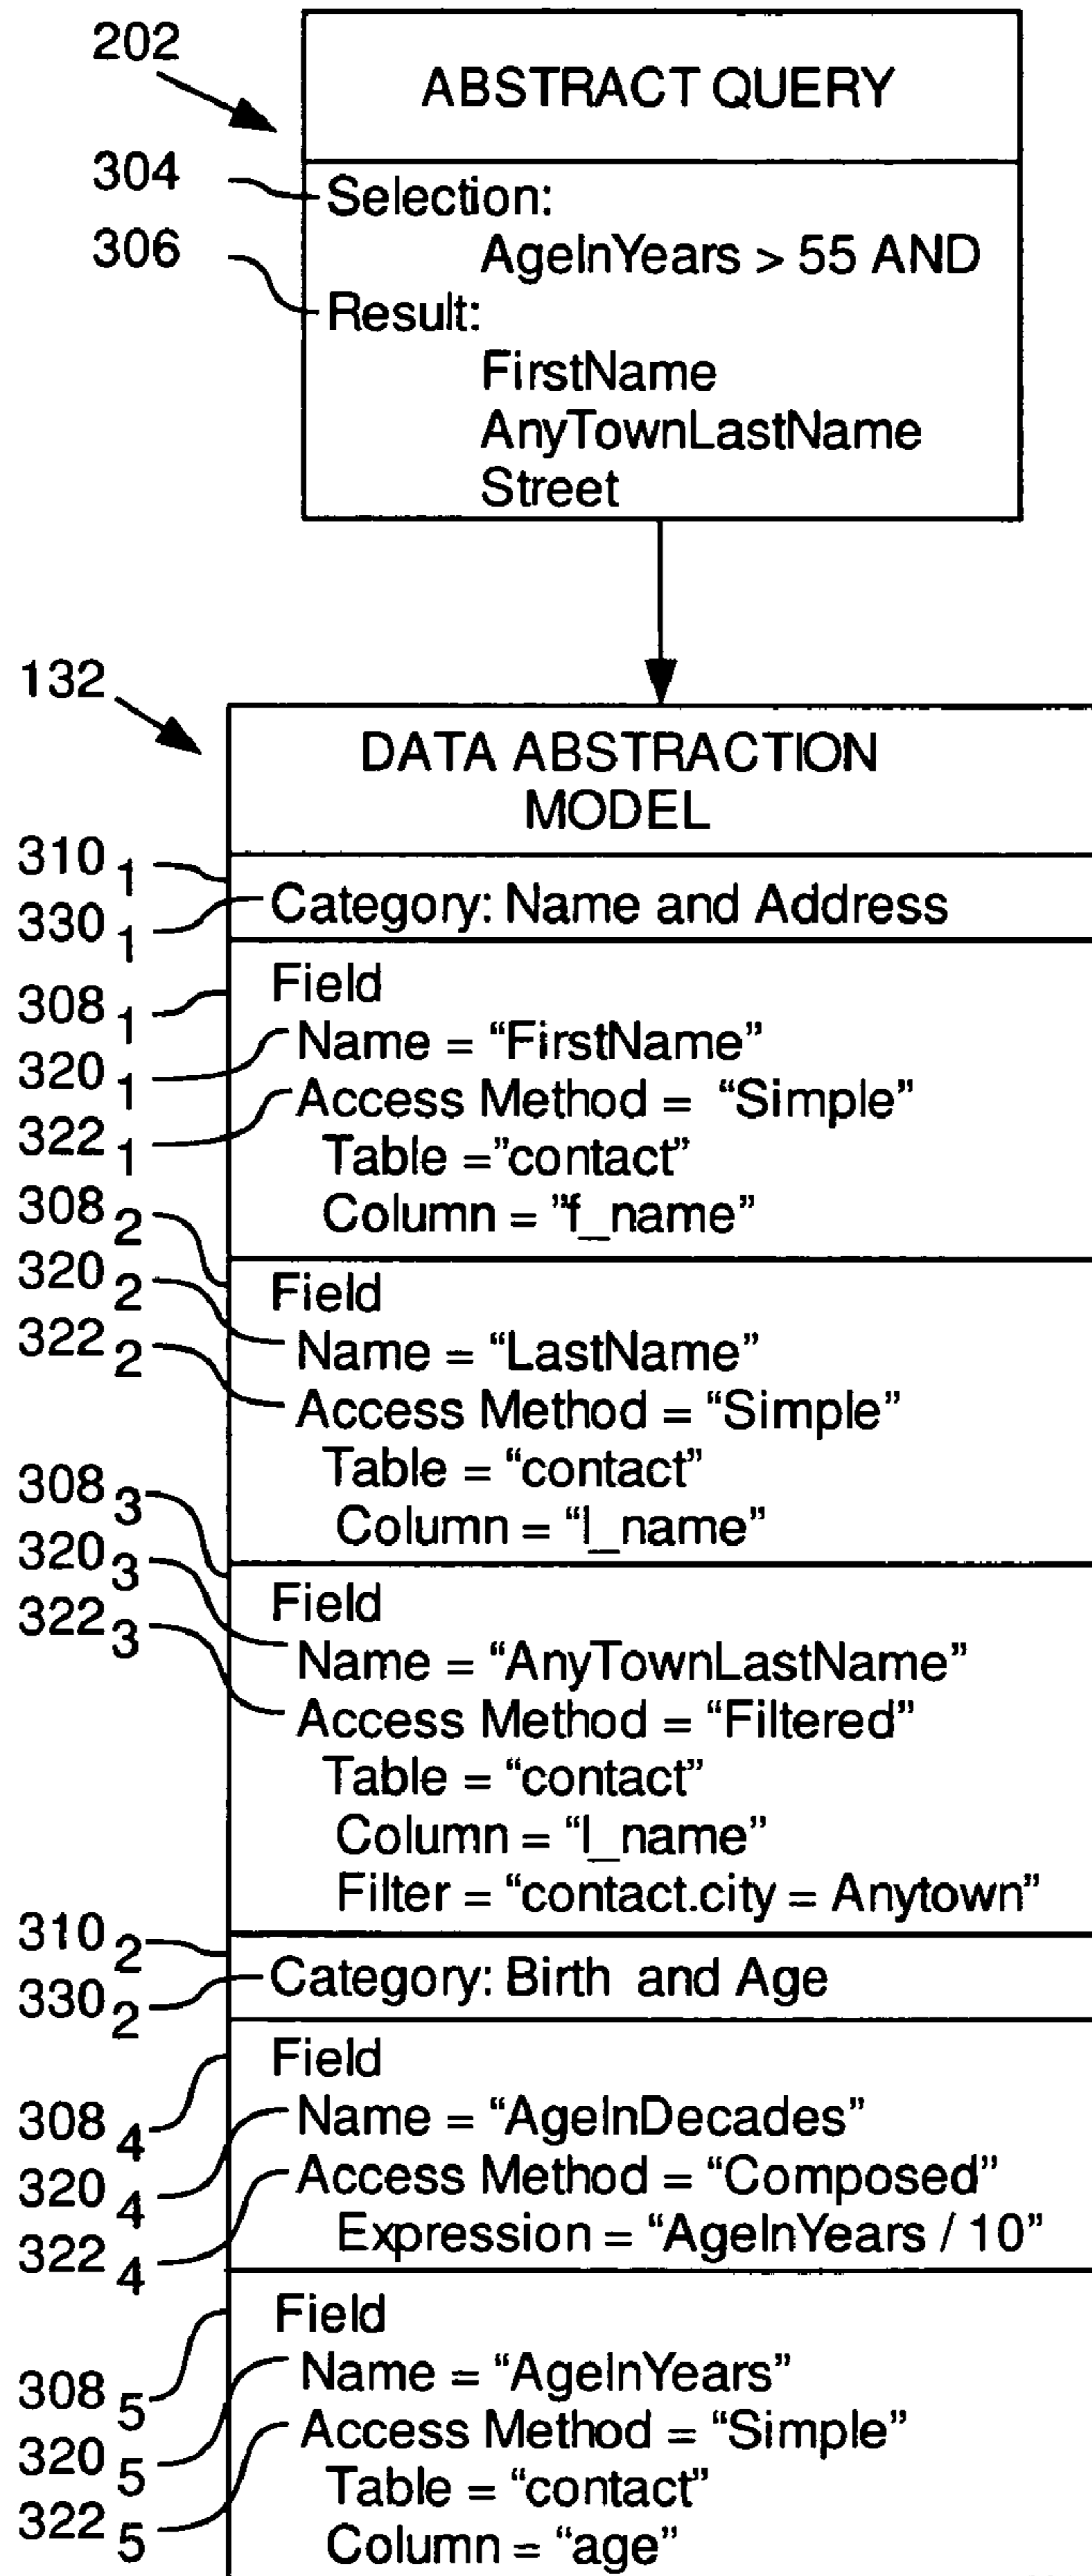 202
ABSTRACT QUERY
304
Selection:
AgeInYears > 55 AND
306
Result:
FirstName
AnyTownLastName
Street
132
DATA ABSTRACTION
MODEL
310 1
330 1
Category: Name and Address
308 1
Field
320 1
Name = “FirstName”
322 1
Access Method = “Simple”
Table =”contact”
Column = ”f_name”
308 2
Field
320 2
Name = “LastName”
322 2
Access Method = “Simple”
Table = “contact”
308 3
Column = “l_name”
320 3
Field
322 3
Name = “AnyTownLastName”
Access Method = “Filtered”
Table = “contact”
Column = “l_name”
Filter = “contact.city = Anytown”
310 2
Category: Birth and Age
330 2
Field
308 4
Name = “AgeInDecades”
320 4
Access Method = “Composed”
322 4
Expression = “AgeInYears / 10”
Field
308 5
Name = “AgeInYears”
320 5
Access Method = “Simple”
322 5
Table = “contact”
Column = “age”